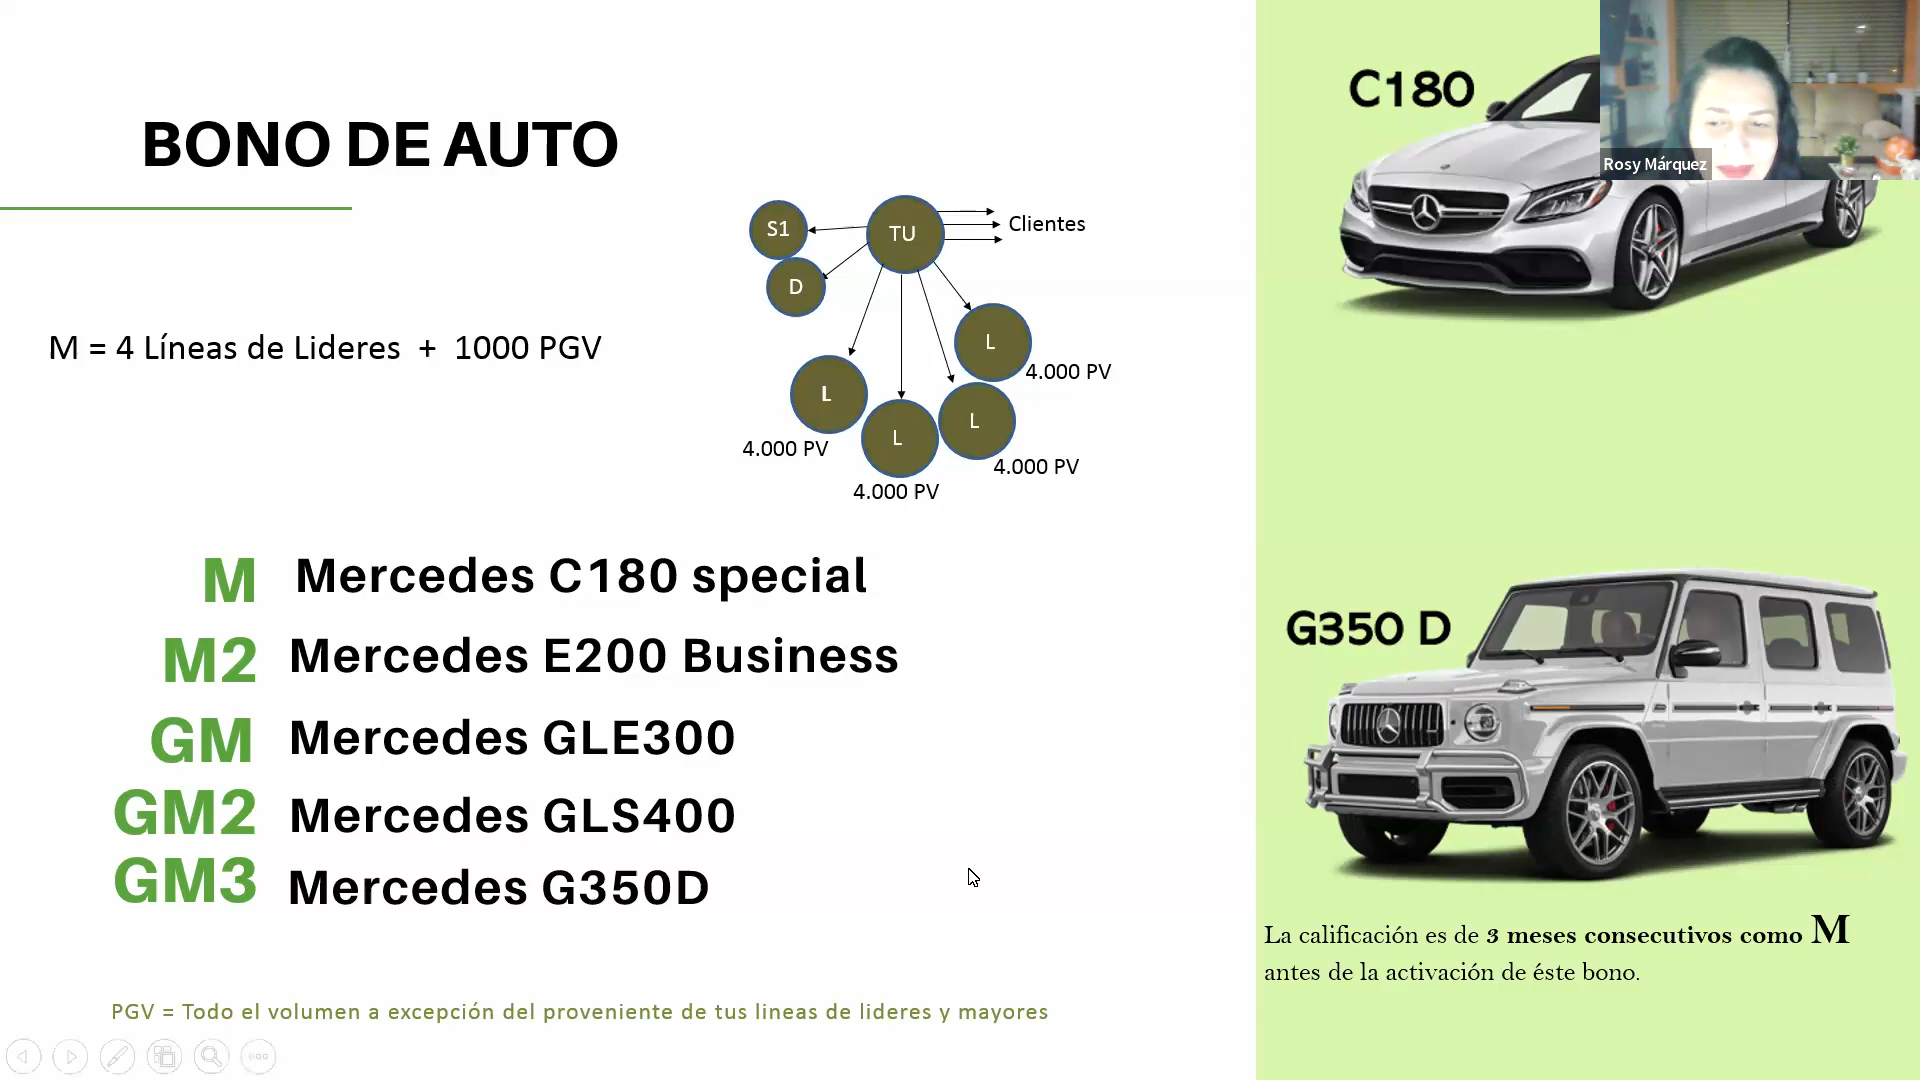 BONO DE AUTO
M = 4 Líneas de Lideres + 1000 PGV
S1
TU
Clientes
D
L
4.000 PV
L
4.000 PV
L
4.000 PV
L
4.000 PV
M Mercedes C180 special
M2 Mercedes E200 Business
GM Mercedes GLE300
GM2 Mercedes GLS400
GM3 Mercedes G350D
PGV = Todo el volumen a excepción del proveniente de tus lineas de lideres y mayores
C180
Rosy Márquez
G350 D
La calificación es de 3 meses consecutivos como M
antes de la activación de éste bono.